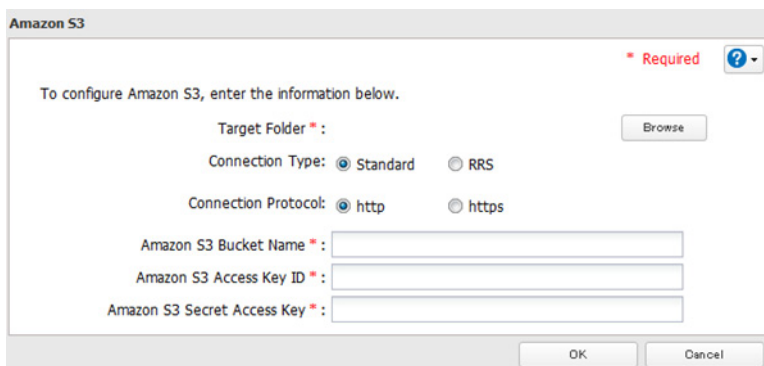 Amazon S3
* Required
To configure Amazon S3, enter the information below.
Target Folder * : Browse
Connection Type: Standard RRS
Connection Protocol: http https
Amazon S3 Bucket Name * :
Amazon S3 Access Key ID * :
Amazon S3 Secret Access Key * :
OK Cancel